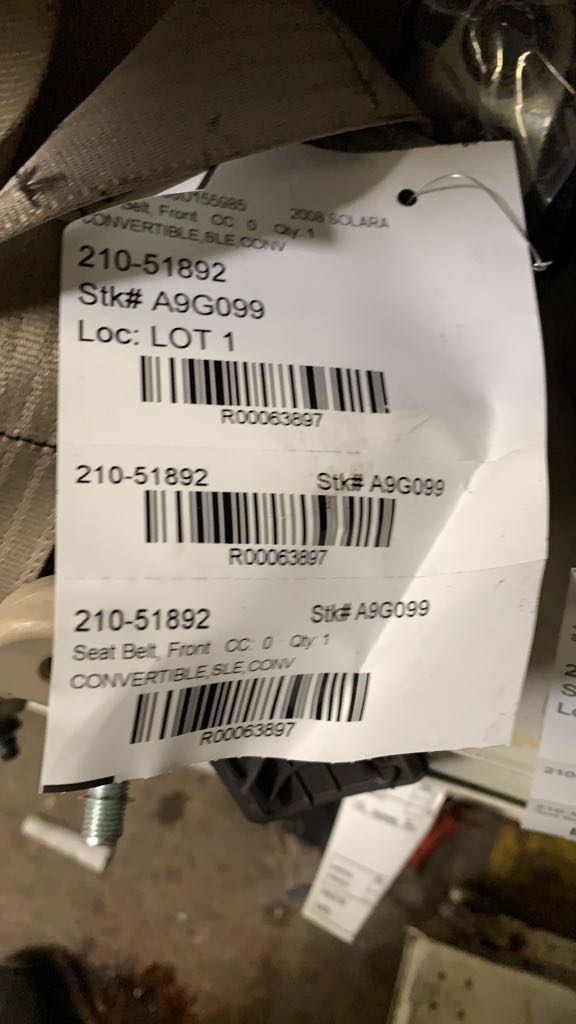 2008 SOLARA
Belt, Front CC 0 Qty: 1
CONVERTIBLE,SLE,CONV
210-51892
Stk# A9G099
Loc: LOT 1
R00063897
210-51892 Stk# A9G099
R00063897
210-51892 Stk# A9G099
Seat Belt, Front CC: 0 Qty: 1
CONVERTIBLE,SLE,CONV
R00063897
210